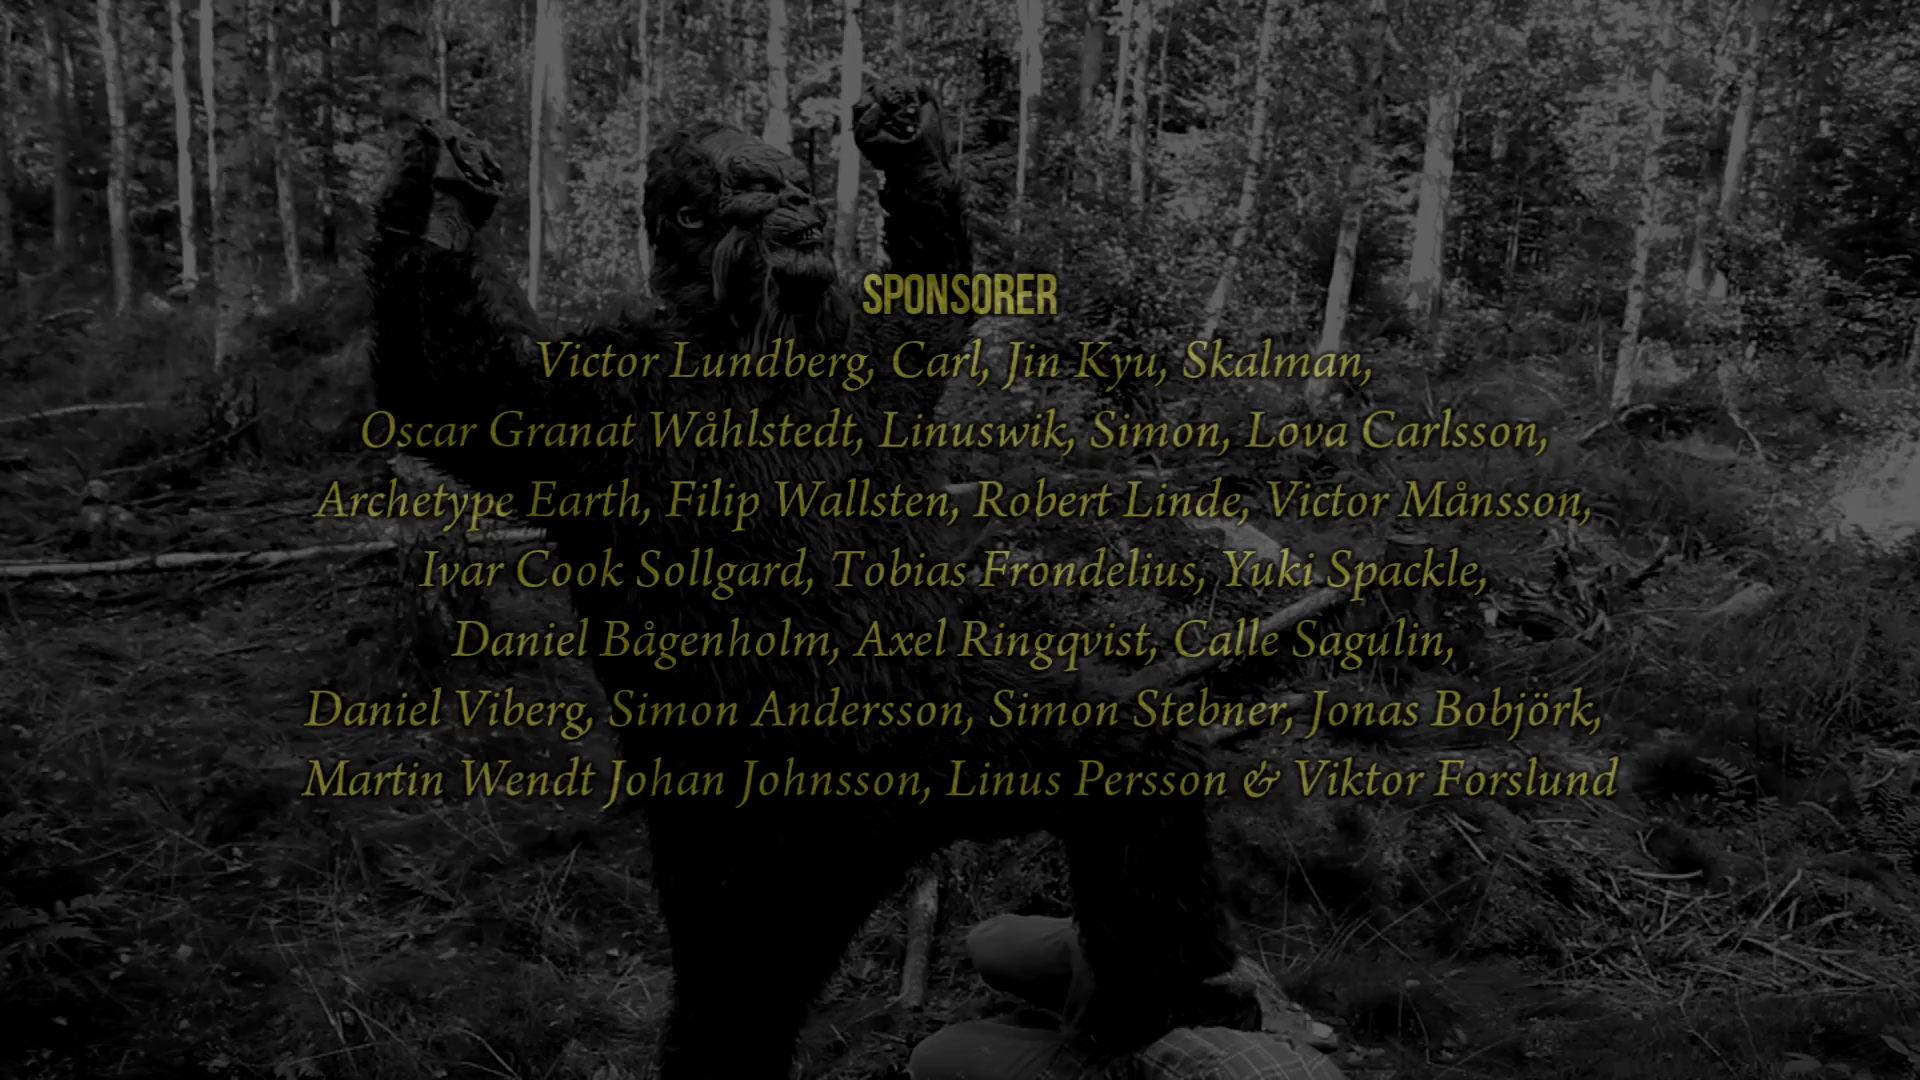 SPONSORER
Victor Lundberg, Carl, Jin Kyu, Skalman,
Oscar Granat Wåhlstedt, Linuswik, Simon, Lova Carlsson,
Archetype Earth, Filip Wallsten, Robert Linde, Victor Månsson,
Ivar Cook Sollgard, Tobias Frondelius, Yuki Spackle,
Daniel Bågenholm, Axel Ringqvist, Calle Sagulin,
Daniel Viberg, Simon Andersson, Simon Stebner, Jonas Bobjörk,
Martin Wendt Johan Johnsson, Linus Persson & Viktor Forslund